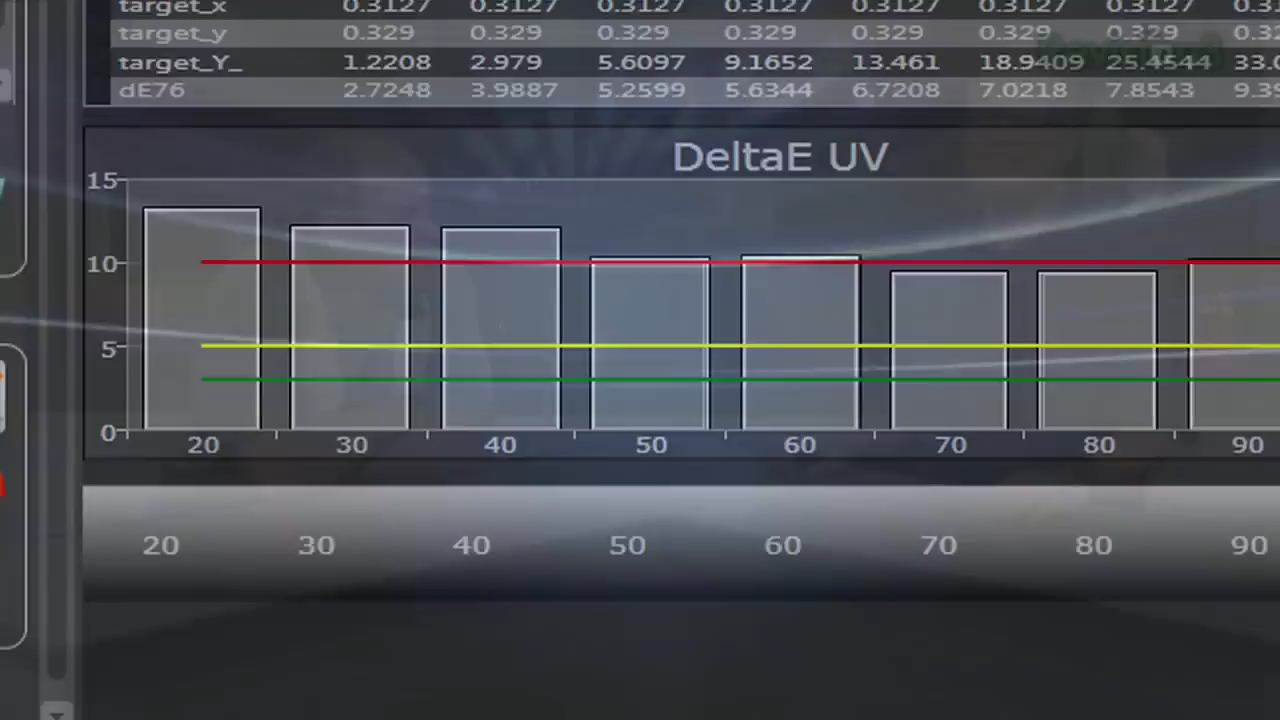 target_x 0.3127 0.3127 0.3127 0.3127 0.3127 0.3127 0.3127
target_y 0.329 0.329 0.329 0.329 0.329 0.329 0.329
target_Y_ 1.2208 2.979 5.6097 9.1652 13.461 18.9409 25.4544 33.0
dE76 2.7248 3.9887 5.2599 5.6344 6.7208 7.0218 7.8543 9.39
DeltaE UV
15
10
5
0
20 30 40 50 60 70 80 90
20 30 40 50 60 70 80 90